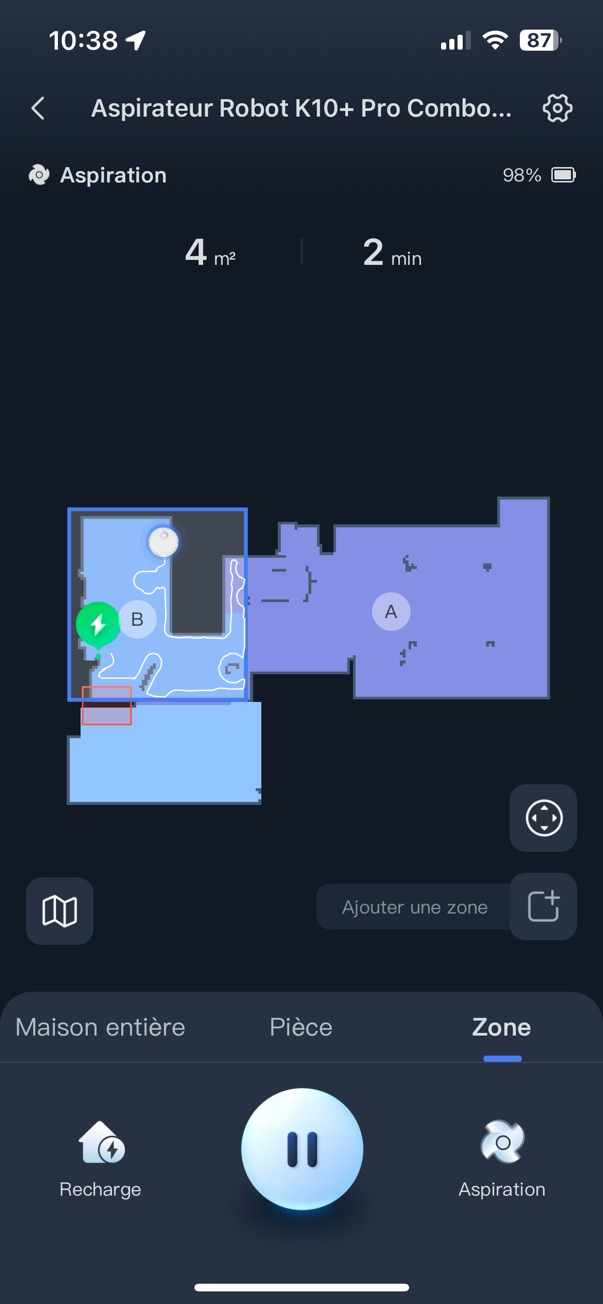 10:38
87
Aspirateur Robot K10+ Pro Combo...
Aspiration
98%
4 m²
2 min
B
A
Ajouter une zone
Maison entière
Pièce
Zone
Recharge
Aspiration